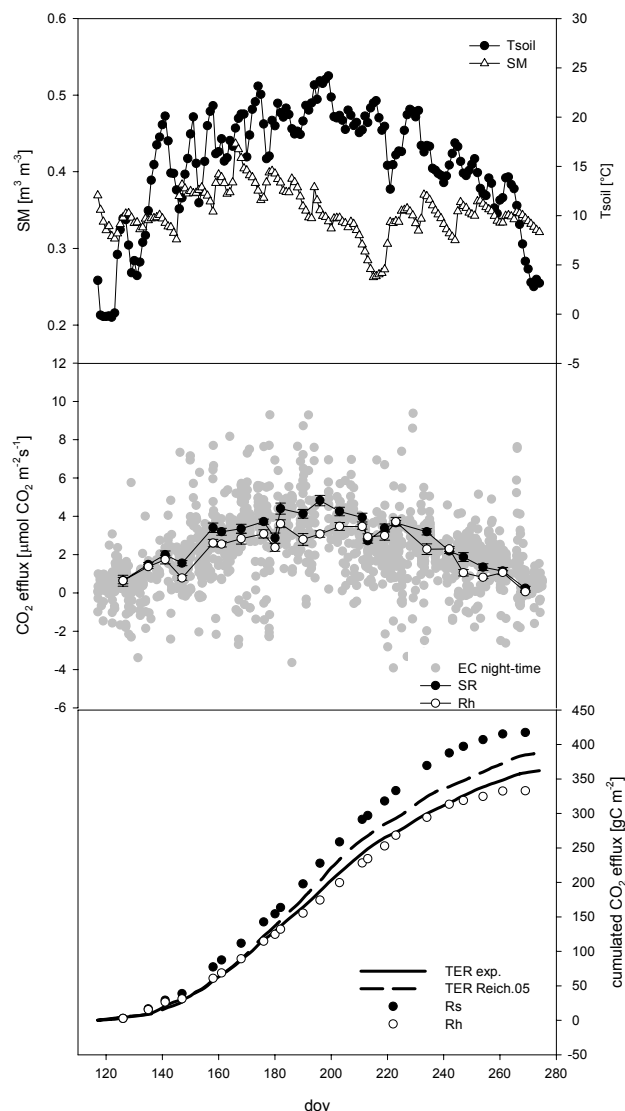 0.6
0.5
0.4
0.3
0.2
SM [m³ m⁻³]
30
25
20
15
10
5
0
-5
Tsoil [°C]
Tsoil
SM
12
10
8
6
4
2
0
-2
-4
-6
CO₂ efflux [µmol CO₂ m⁻²s⁻¹]
EC night-time
SR
Rh
450
400
350
300
250
200
150
100
50
0
-50
cumulated CO₂ efflux [gC m⁻²]
TER exp.
TER Reich.05
Rs
Rh
120 140 160 180 200 220 240 260 280
doy